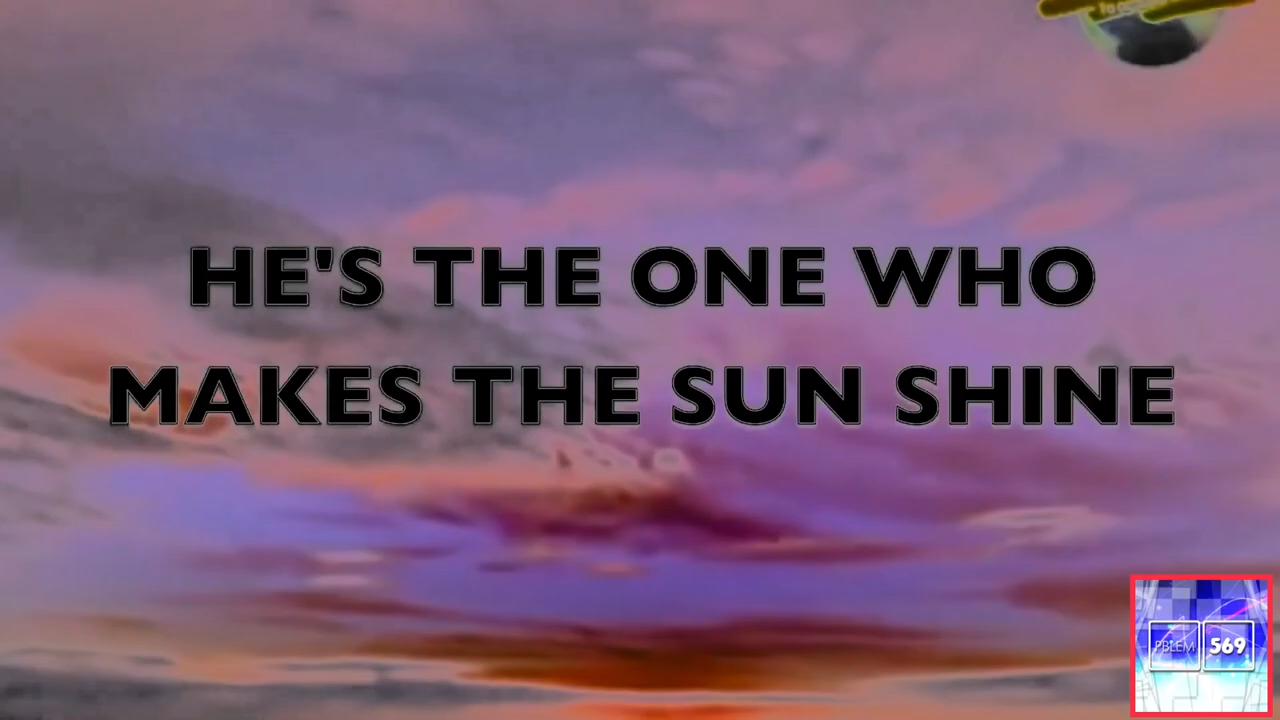 HE'S THE ONE WHO
MAKES THE SUN SHINE
PBLEM 569